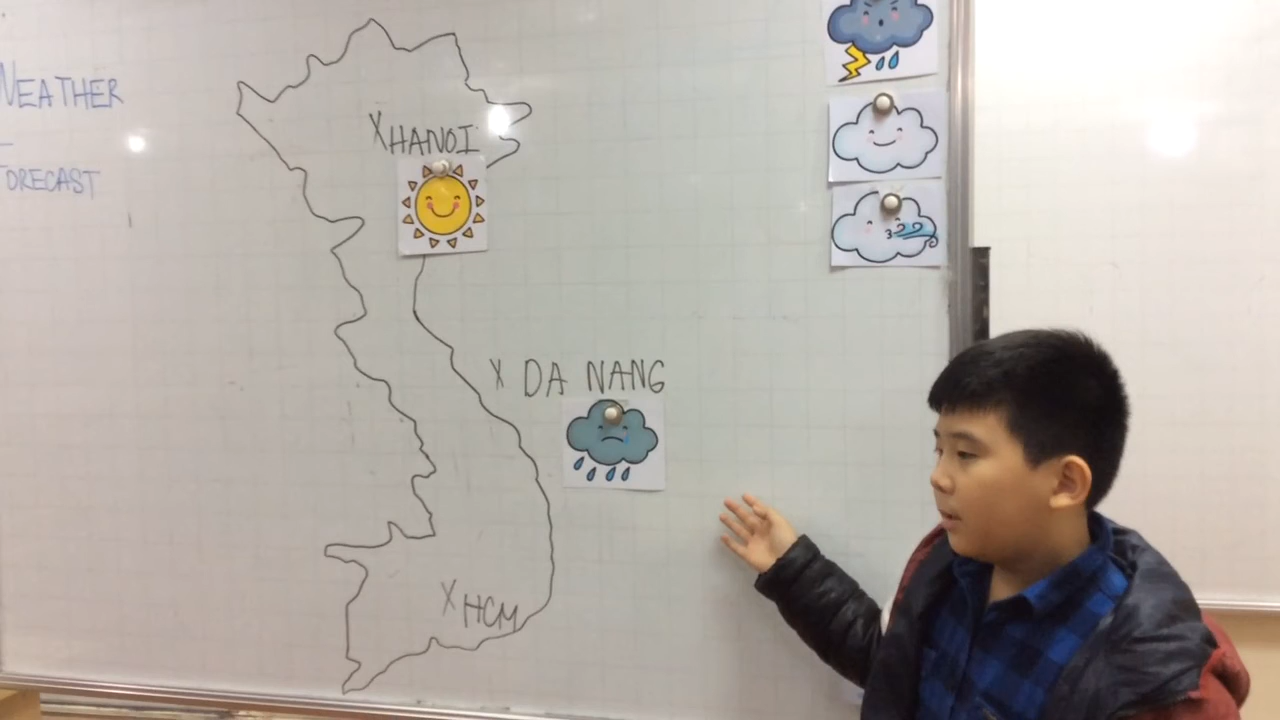 WEATHER
-
FORECAST
X HANOI
X DA NANG
X HCM